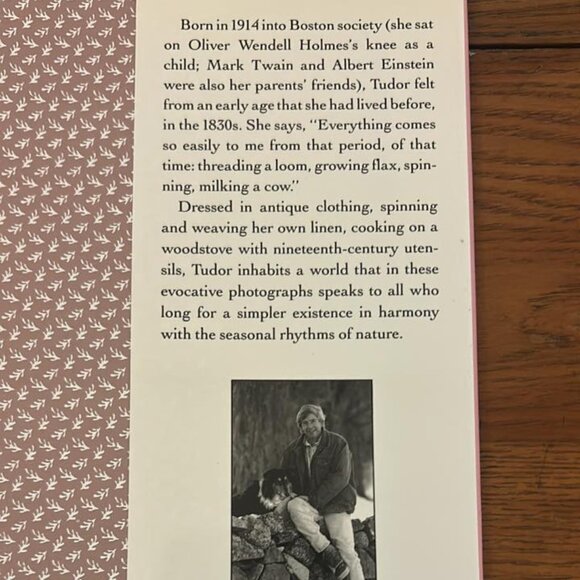 Born in 1914 into Boston society (she sat
on Oliver Wendell Holmes's knee as a
child; Mark Twain and Albert Einstein
were also her parents' friends), Tudor felt
from an early age that she had lived before,
in the 1830s. She says, "Everything comes
so easily to me from that period, of that
time: threading a loom, growing flax, spin-
ning, milking a cow."
Dressed in antique clothing, spinning
and weaving her own linen, cooking on a
woodstove with nineteenth-century uten-
sils, Tudor inhabits a world that in these
evocative photographs speaks to all who
long for a simpler existence in harmony
with the seasonal rhythms of nature.